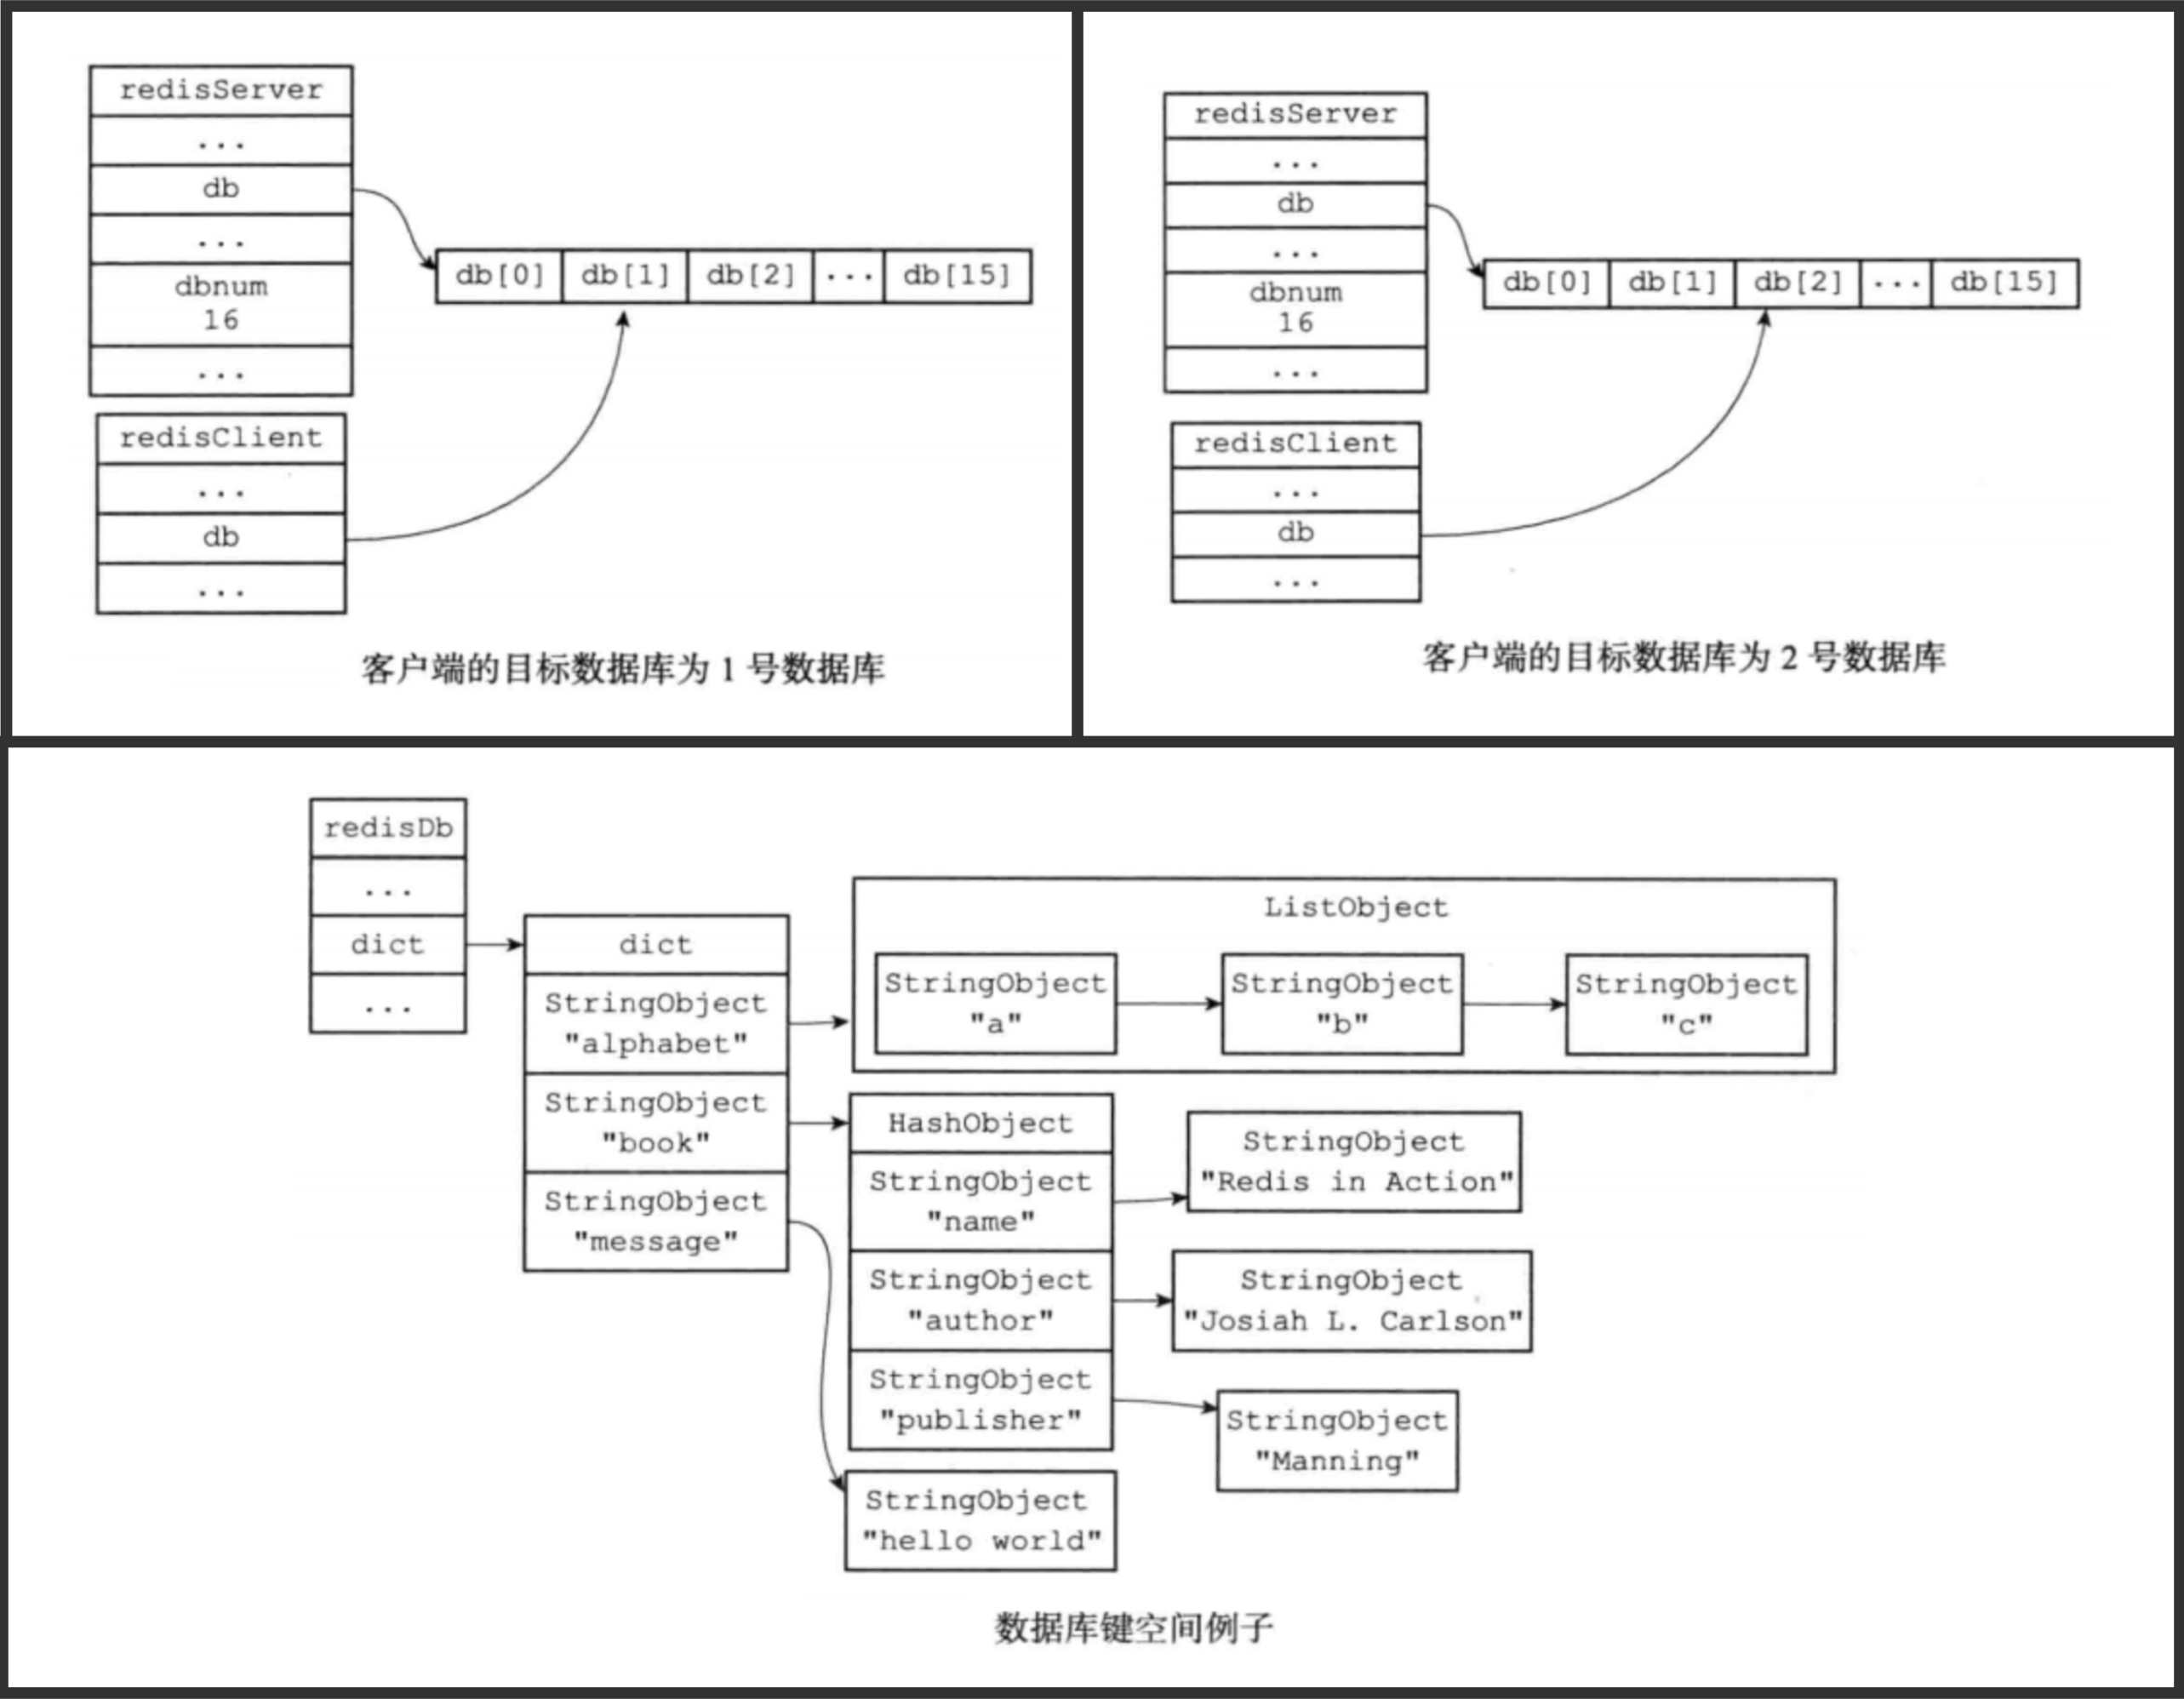 redisServer
...
db
...
dbnum
16
...
db[0] db[1] db[2] ... db[15]
redisClient
...
db
...
客户端的目标数据库为 1 号数据库
redisServer
...
db
...
dbnum
16
...
db[0] db[1] db[2] ... db[15]
redisClient
...
db
...
客户端的目标数据库为 2 号数据库
redisDb
...
dict
...
dict
StringObject
"alphabet"
StringObject
"book"
StringObject
"message"
ListObject
StringObject
"a"
StringObject
"b"
StringObject
"c"
HashObject
StringObject
"name"
StringObject
"author"
StringObject
"publisher"
StringObject
"Redis in Action"
StringObject
"Josiah L. Carlson"
StringObject
"Manning"
StringObject
"hello world"
数据库键空间例子